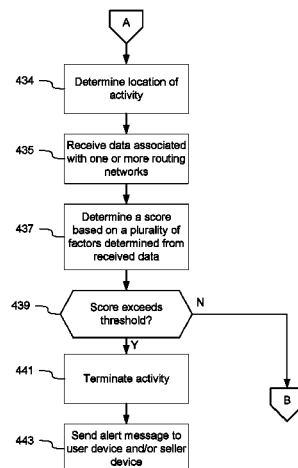 A
434
Determine location of
activity
435
Receive data associated
with one or more routing
networks
437
Determine a score
based on a plurality of
factors determined from
received data
439
Score exceeds
threshold?
N
Y
441
Terminate activity
B
443
Send alert message to
user device and/or seller
device